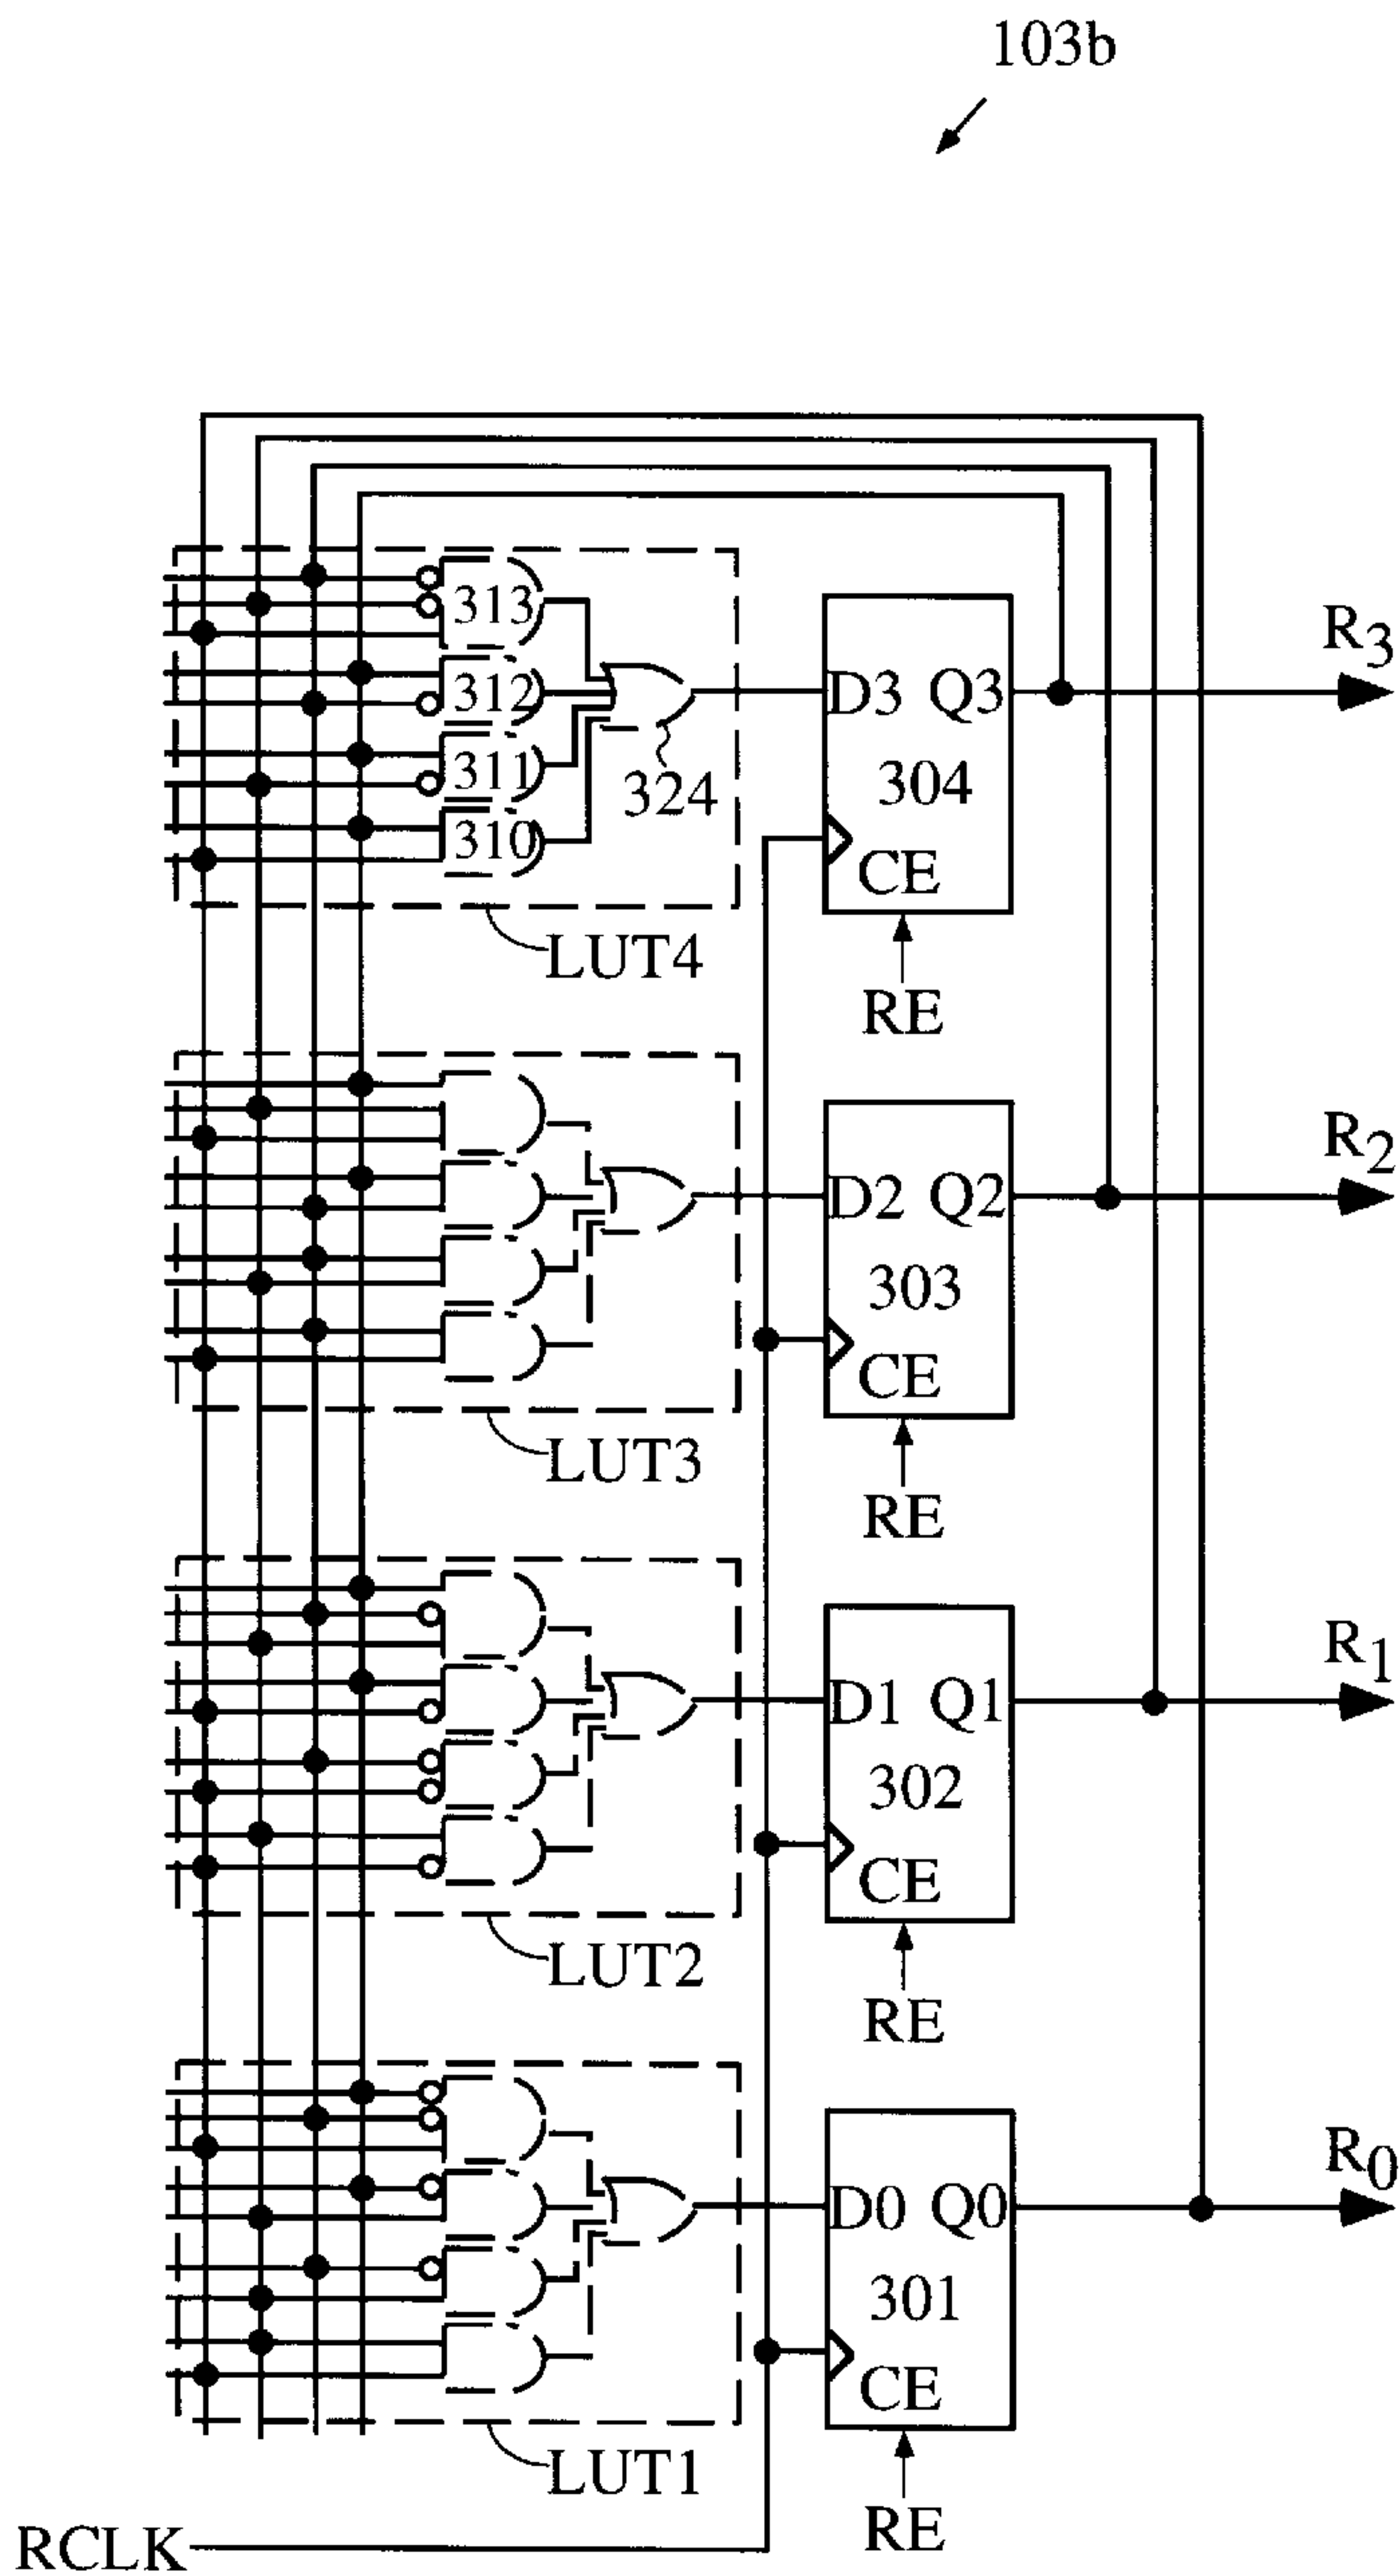 103b
313
312
311
310
324
LUT4
D3 Q3
304
CE
RE
R3
LUT3
D2 Q2
303
CE
RE
R2
LUT2
D1 Q1
302
CE
RE
R1
LUT1
D0 Q0
301
CE
RE
R0
RCLK